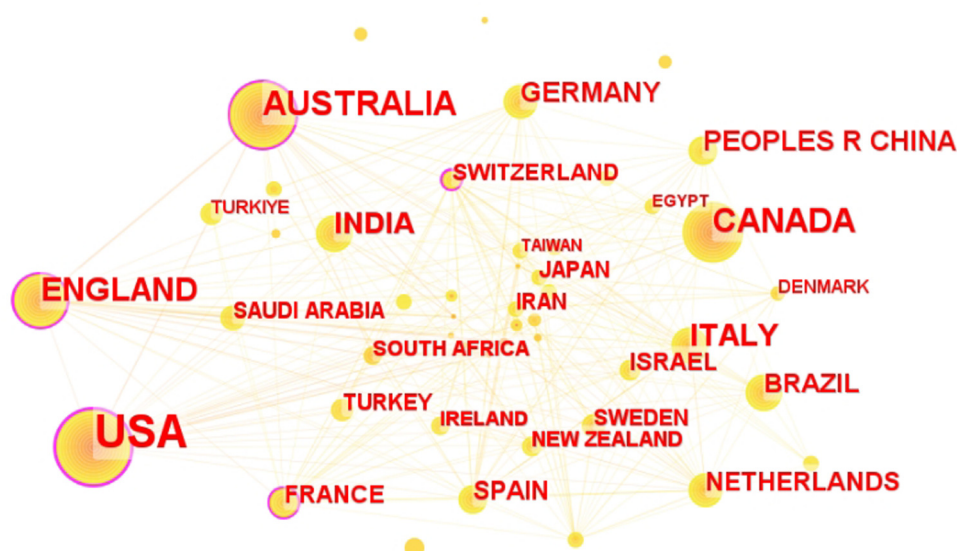 GERMANY
AUSTRALIA
PEOPLES R CHINA
SWITZERLAND
EGYPT
TURKIYE
CANADA
INDIA
TAIWAN
JAPAN
DENMARK
ENGLAND
IRAN
SAUDI ARABIA
ITALY
SOUTH AFRICA
ISRAEL
BRAZIL
TURKEY
IRELAND
SWEDEN
USA
NEW ZEALAND
NETHERLANDS
SPAIN
FRANCE